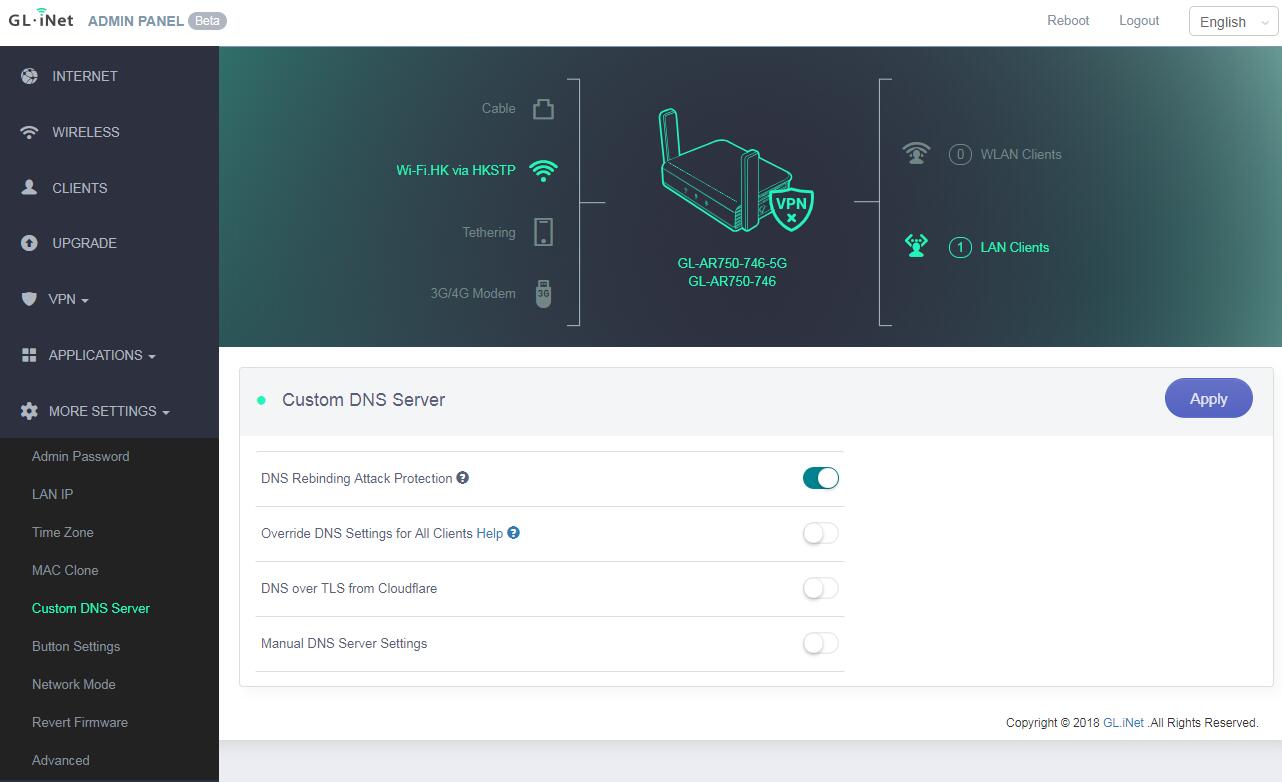 GL·iNet ADMIN PANEL Beta
Reboot
Logout
English
INTERNET
WIRELESS
CLIENTS
UPGRADE
VPN
APPLICATIONS
MORE SETTINGS
Admin Password
LAN IP
Time Zone
MAC Clone
Custom DNS Server
Button Settings
Network Mode
Revert Firmware
Advanced
Cable
Wi-Fi.HK via HKSTP
Tethering
3G/4G Modem
3G
VPN
x
GL-AR750-746-5G
GL-AR750-746
0 WLAN Clients
1 LAN Clients
Custom DNS Server
Apply
DNS Rebinding Attack Protection ?
Override DNS Settings for All Clients Help ?
DNS over TLS from Cloudflare
Manual DNS Server Settings
Copyright © 2018 GL.iNet .All Rights Reserved.